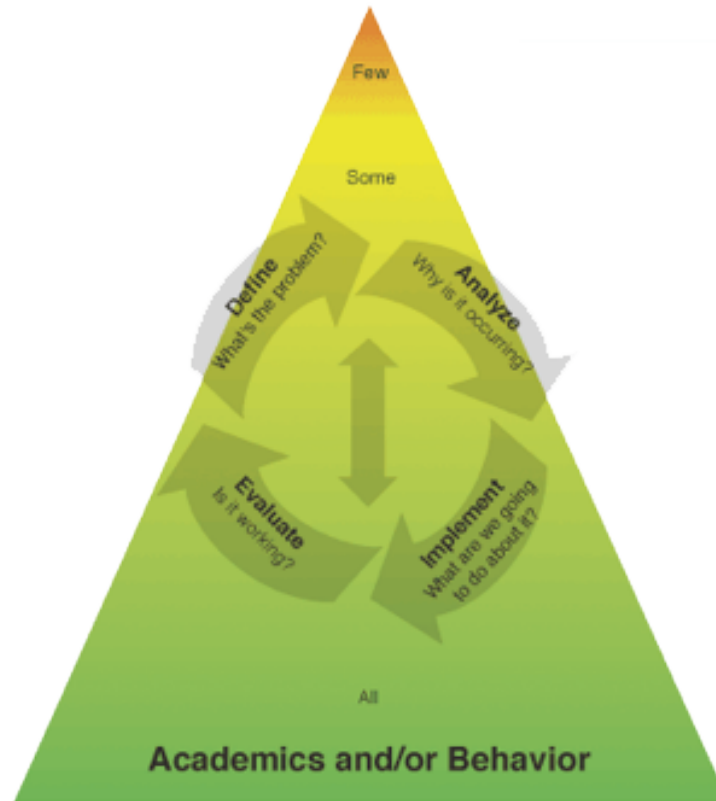 Few
Some
Define
What's the problem?
Analyze
Why is it occurring?
Implement
What are we going
to do about it?
Evaluate
Is it working?
All
Academics and/or Behavior